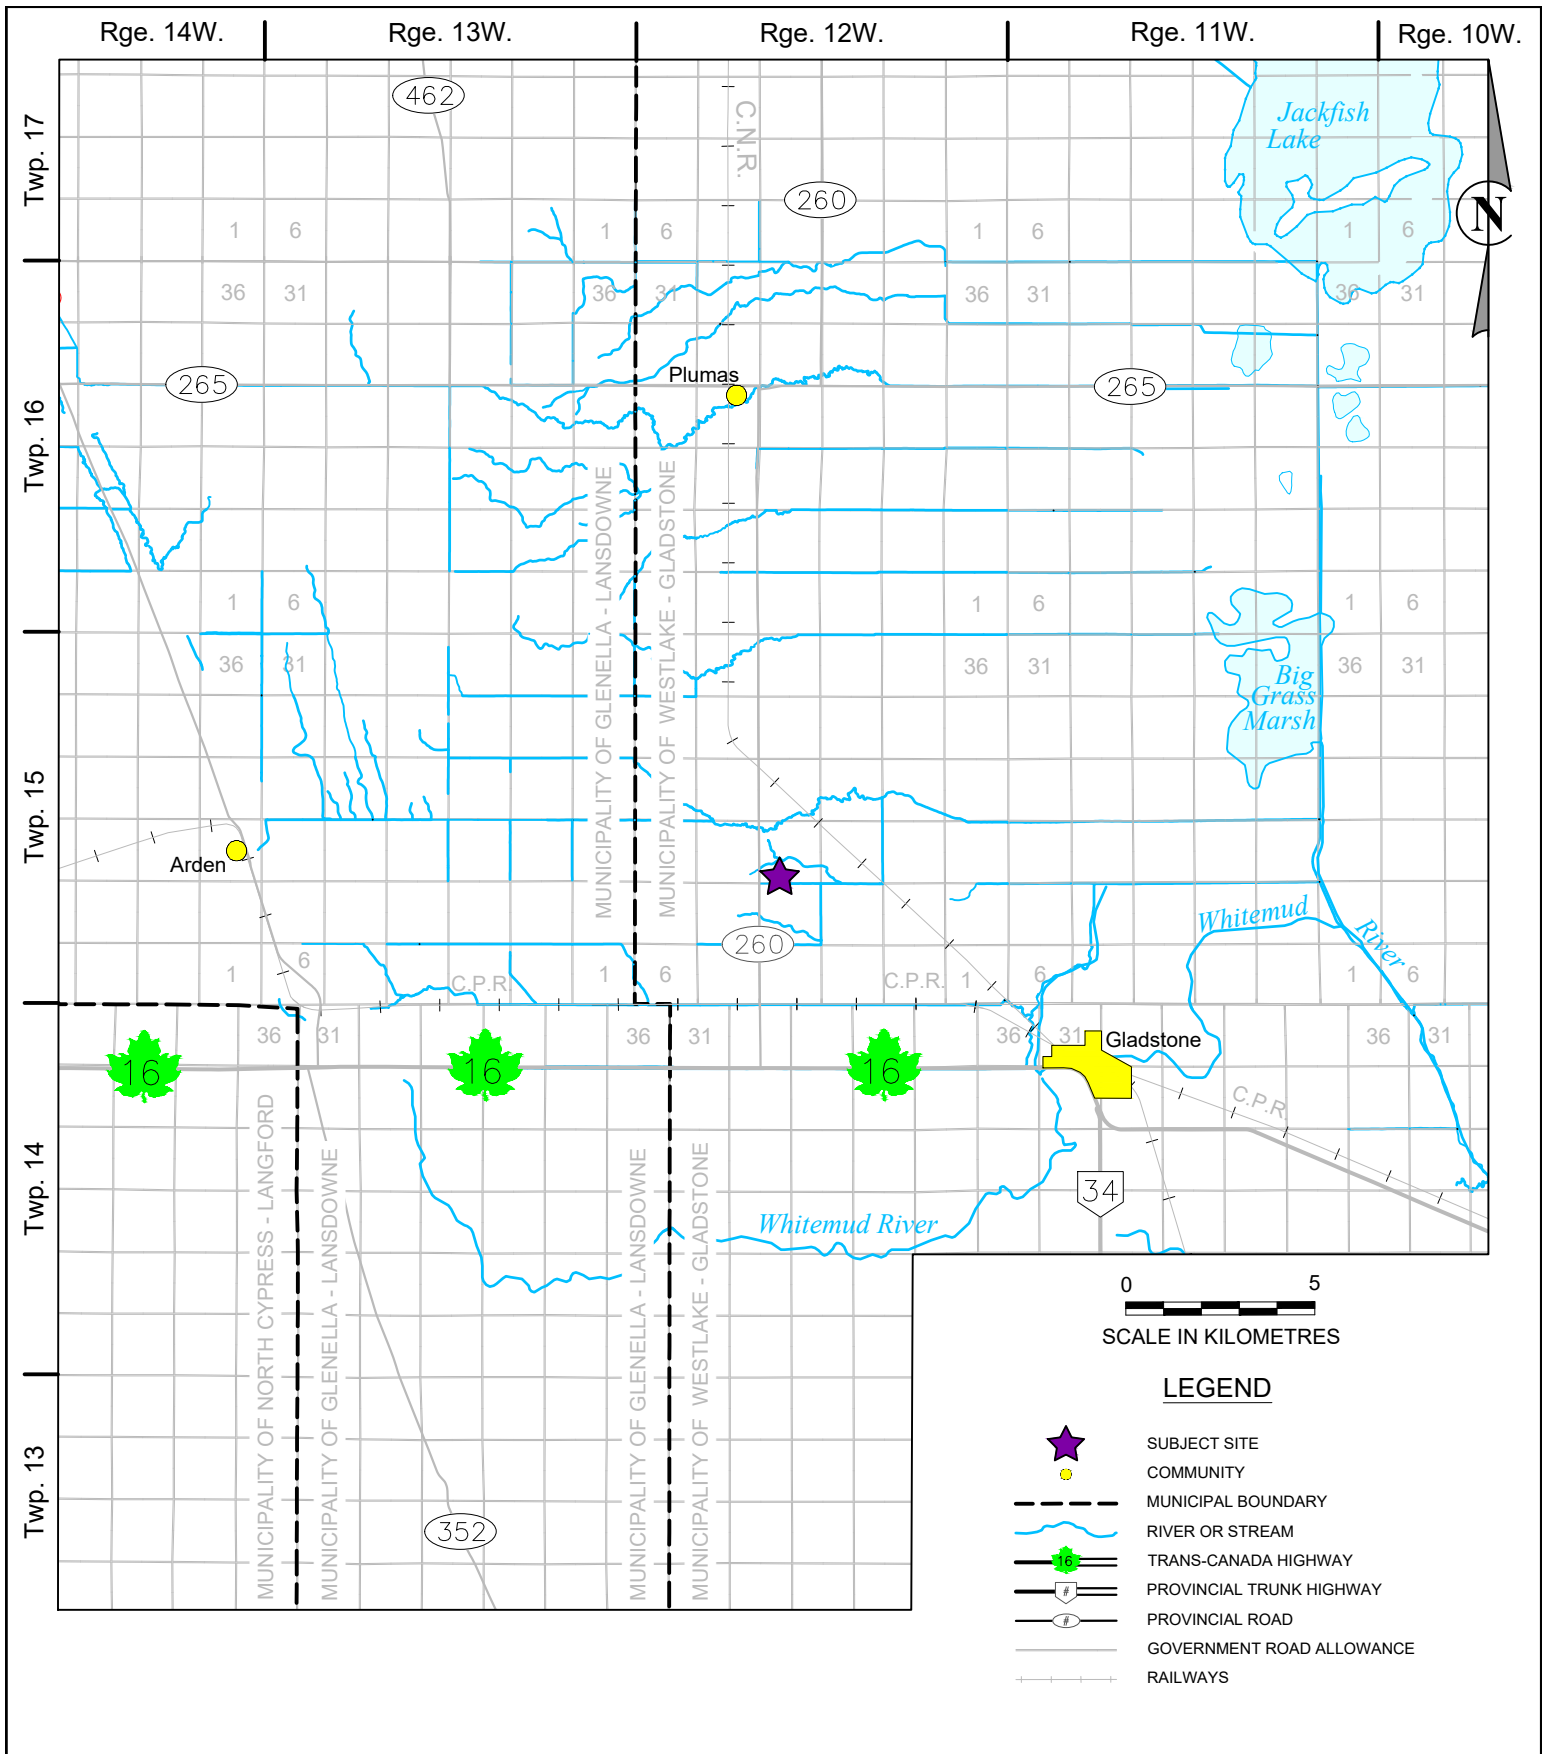 Rge. 14W. Rge. 13W. Rge. 12W. Rge. 11W. Rge. 10W.
Twp. 17
Twp. 16
Twp. 15
Twp. 14
Twp. 13
462
C.N.R.
260
Jackfish
Lake
N
1 6 1 6 1 6 1 6
36 31 36 31 36 31 36 31
265
Plumas
265
MUNICIPALITY OF GLENELLA - LANSDOWNE
MUNICIPALITY OF WESTLAKE - GLADSTONE
1 6 1 6 1 6
36 31 36 31 36 31
Big
Grass
Marsh
Arden
Whitemud
River
260
1 6 C.P.R. 1 6 C.P.R. 1 6 1 6
36 31 36 31 36 31 36 31
16 16 16
Gladstone
C.P.R.
34
Whitemud River
MUNICIPALITY OF NORTH CYPRESS - LANGFORD
MUNICIPALITY OF GLENELLA - LANSDOWNE
MUNICIPALITY OF GLENELLA - LANSDOWNE
MUNICIPALITY OF WESTLAKE - GLADSTONE
352
0 5
SCALE IN KILOMETRES
LEGEND
SUBJECT SITE
COMMUNITY
MUNICIPAL BOUNDARY
RIVER OR STREAM
16 TRANS-CANADA HIGHWAY
# PROVINCIAL TRUNK HIGHWAY
# PROVINCIAL ROAD
GOVERNMENT ROAD ALLOWANCE
RAILWAYS